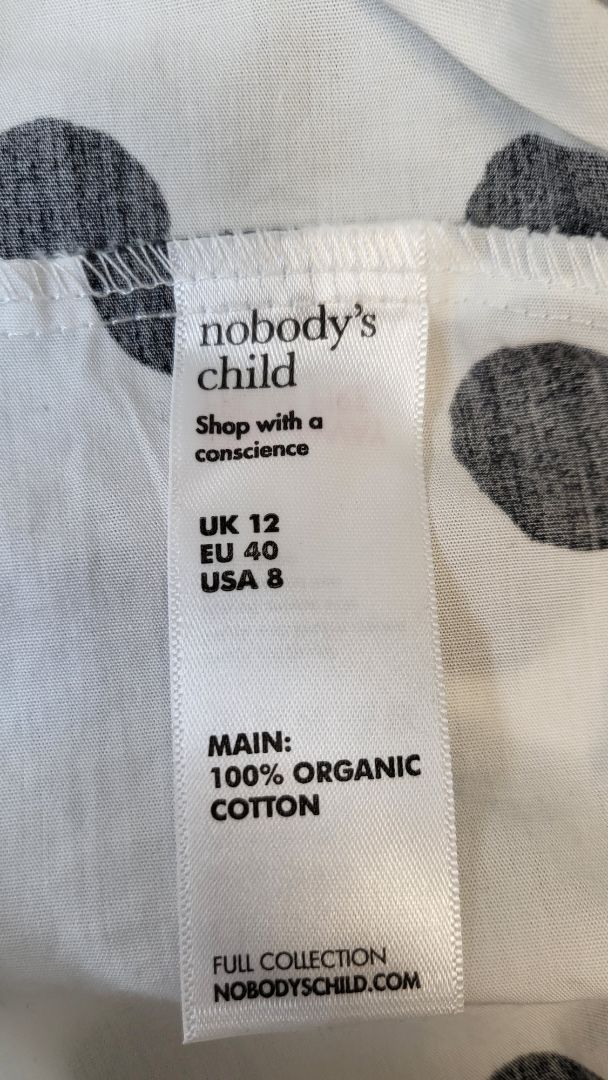 nobody's
child
Shop with a
conscience
UK 12
EU 40
USA 8
MAIN:
100% ORGANIC
COTTON
FULL COLLECTION
NOBODYSCHILD.COM